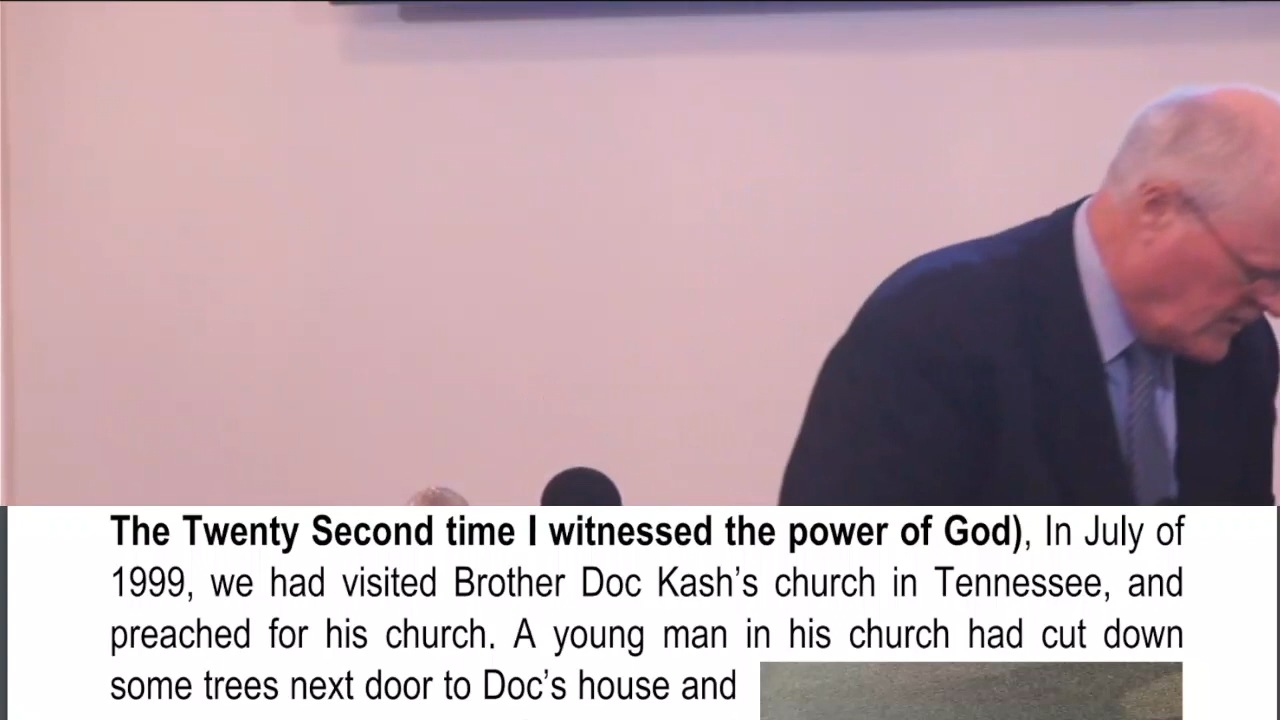 The Twenty Second time I witnessed the power of God), In July of
1999, we had visited Brother Doc Kash’s church in Tennessee, and
preached for his church. A young man in his church had cut down
some trees next door to Doc’s house and